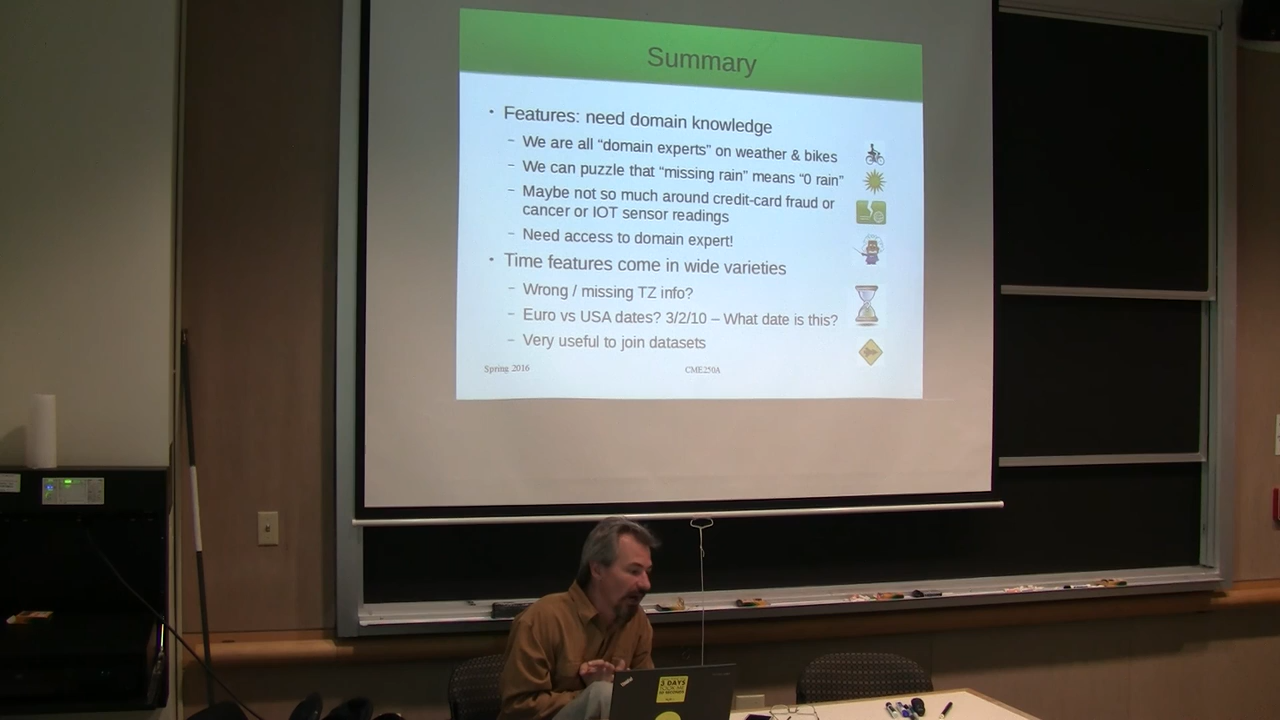 Summary
• Features: need domain knowledge
– We are all “domain experts” on weather & bikes
– We can puzzle that “missing rain” means “0 rain”
– Maybe not so much around credit-card fraud or
cancer or IOT sensor readings
– Need access to domain expert!
• Time features come in wide varieties
– Wrong / missing TZ info?
– Euro vs USA dates? 3/2/10 – What date is this?
– Very useful to join datasets
Spring 2016
CME250A
3 DAYS